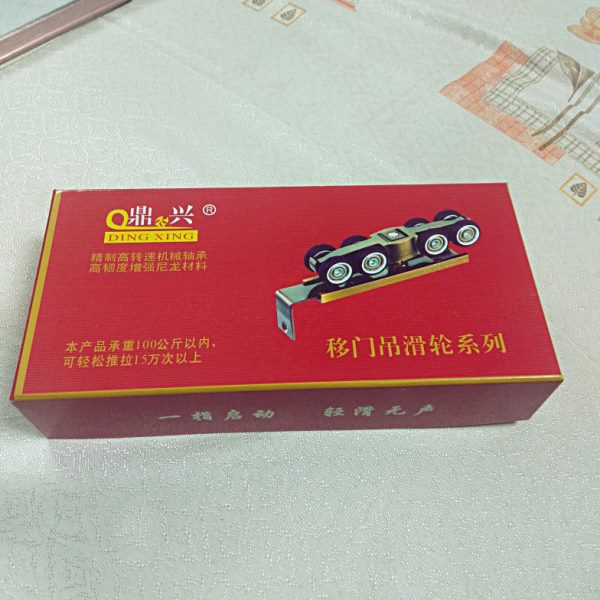 鼎兴®
DING XING
精制高转速机械轴承
高韧度增强尼龙材料
本产品承重100公斤以内,
可轻松推拉15万次以上
移门吊滑轮系列
一指启动 轻滑无声